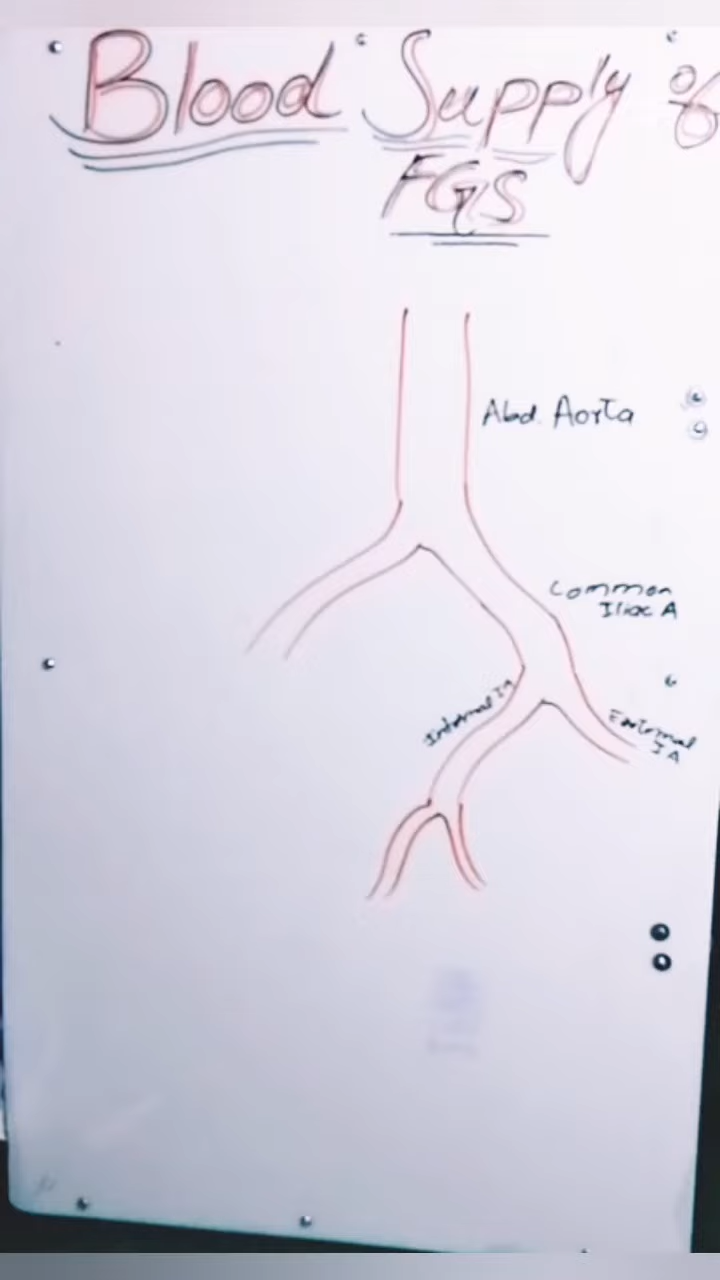 Blood Supply of
FGS
Abd. Aorta
Common
Iliac A
Internal IA
External
IA